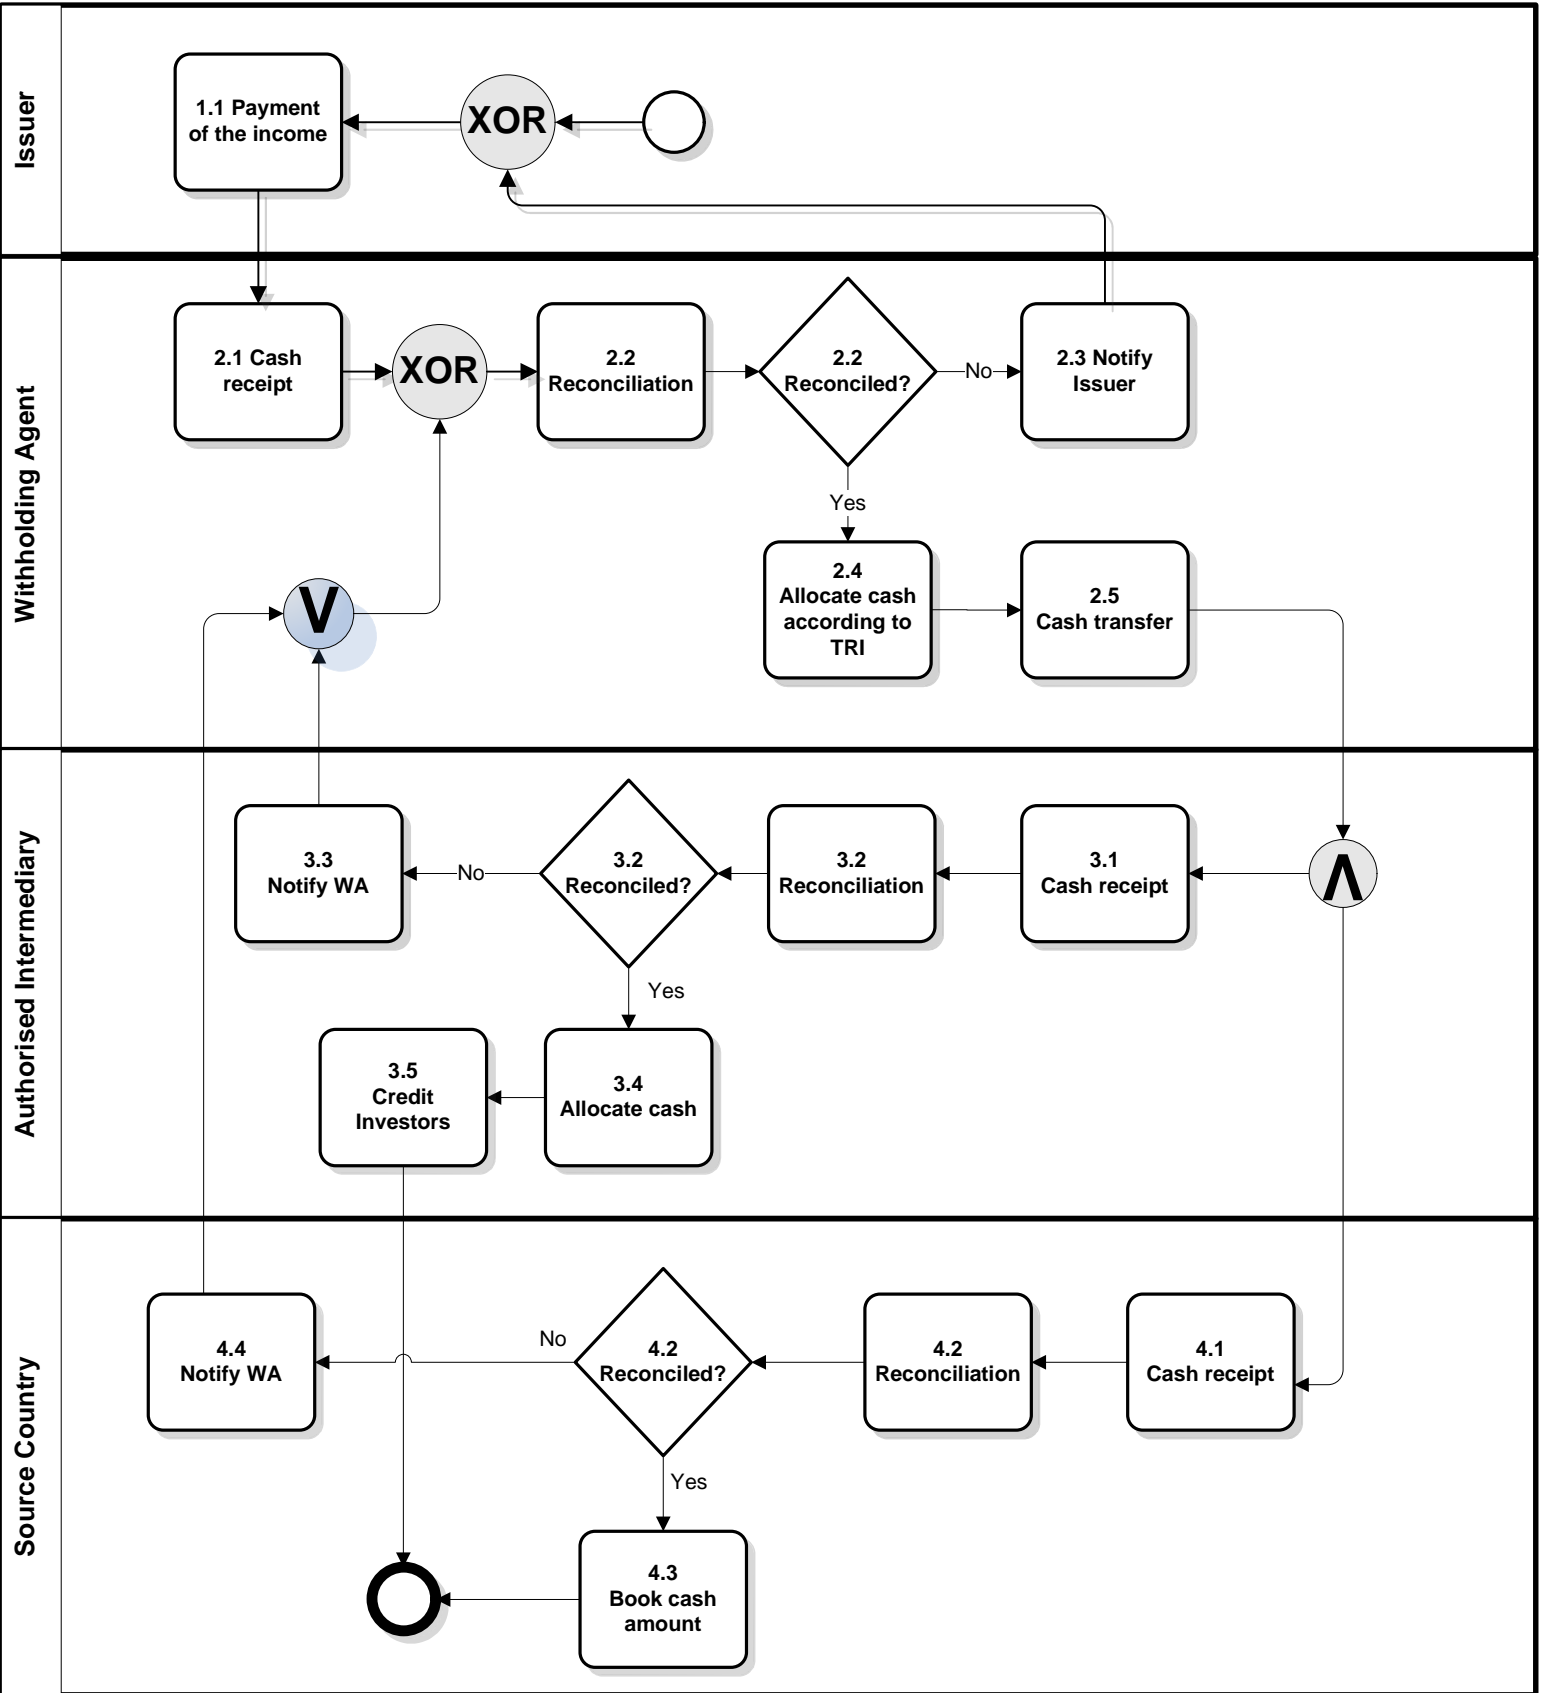 Issuer
1.1 Payment
of the income
XOR
Withholding Agent
2.1 Cash
receipt
XOR
2.2
Reconciliation
2.2
Reconciled?
No
2.3 Notify
Issuer
Yes
V
2.4
Allocate cash
according to
TRI
2.5
Cash transfer
Authorised Intermediary
3.3
Notify WA
No
3.2
Reconciled?
3.2
Reconciliation
3.1
Cash receipt
Λ
Yes
3.5
Credit
Investors
3.4
Allocate cash
Source Country
4.4
Notify WA
No
4.2
Reconciled?
4.2
Reconciliation
4.1
Cash receipt
Yes
4.3
Book cash
amount